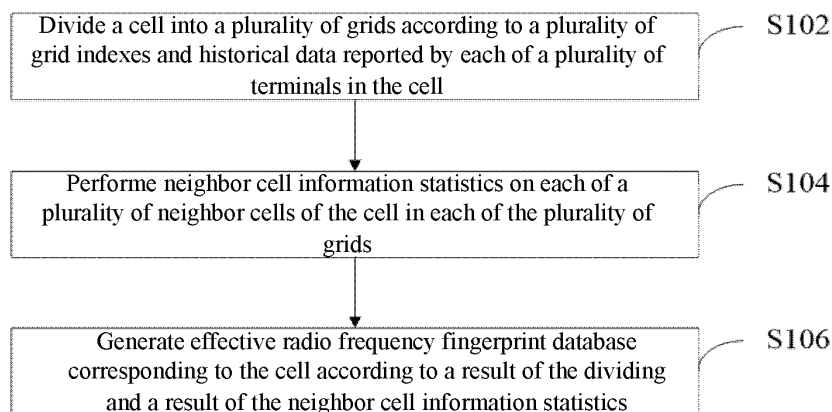 Divide a cell into a plurality of grids according to a plurality of
grid indexes and historical data reported by each of a plurality of
terminals in the cell
S102
Performe neighbor cell information statistics on each of a
plurality of neighbor cells of the cell in each of the plurality of
grids
S104
Generate effective radio frequency fingerprint database
corresponding to the cell according to a result of the dividing
and a result of the neighbor cell information statistics
S106